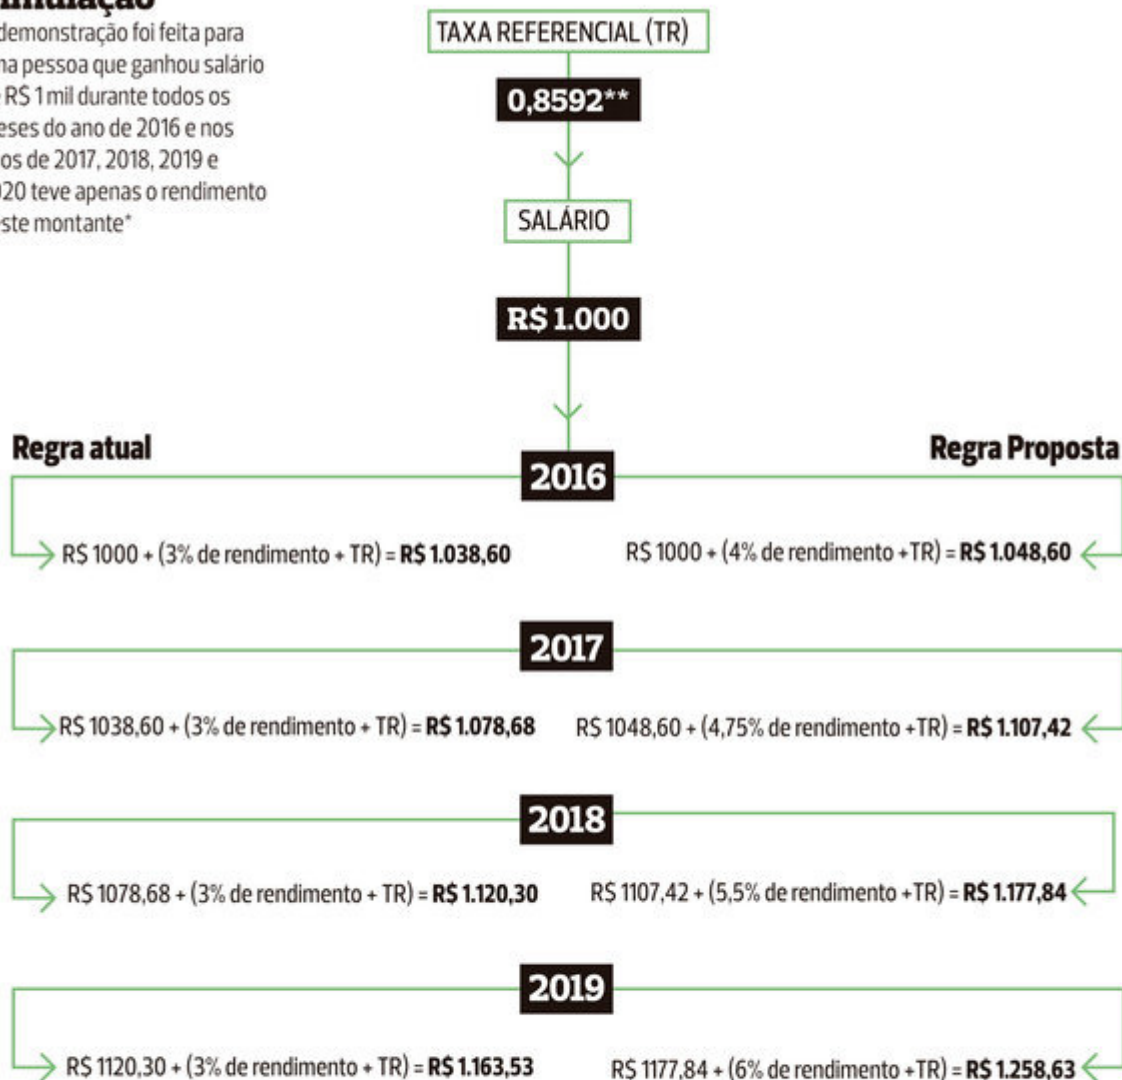 demonstração foi feita para
pessoa que ganhou salário
R$ 1 mil durante todos os
do ano de 2016 e nos
de 2017, 2018, 2019 e
teve apenas o rendimento
montante*
TAXA REFERENCIAL (TR)
0,8592**
SALÁRIO
R$ 1.000
Regra atual
Regra Proposta
2016
R$ 1000 + (3% de rendimento + TR) = R$ 1.038,60
R$ 1000 + (4% de rendimento +TR) = R$ 1.048,60
2017
R$ 1038,60 + (3% de rendimento + TR) = R$ 1.078,68
R$ 1048,60 + (4,75% de rendimento +TR) = R$ 1.107,42
2018
R$ 1078,68 + (3% de rendimento + TR) = R$ 1.120,30
R$ 1107,42 + (5,5% de rendimento +TR) = R$ 1.177,84
2019
R$ 1120,30 + (3% de rendimento + TR) = R$ 1.163,53
R$ 1177,84 + (6% de rendimento +TR) = R$ 1.258,63